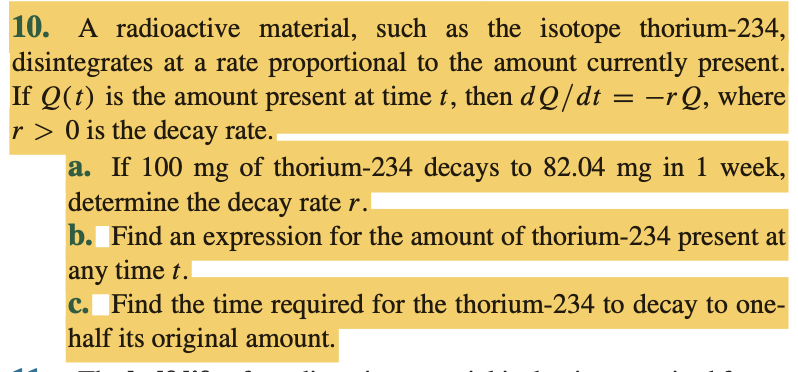 10. A radioactive material, such as the isotope thorium-234,
disintegrates at a rate proportional to the amount currently present.
If Q(t) is the amount present at time t, then dQ/dt = −rQ, where
r > 0 is the decay rate.
a. If 100 mg of thorium-234 decays to 82.04 mg in 1 week,
determine the decay rate r.
b. Find an expression for the amount of thorium-234 present at
any time t.
c. Find the time required for the thorium-234 to decay to one-
half its original amount.